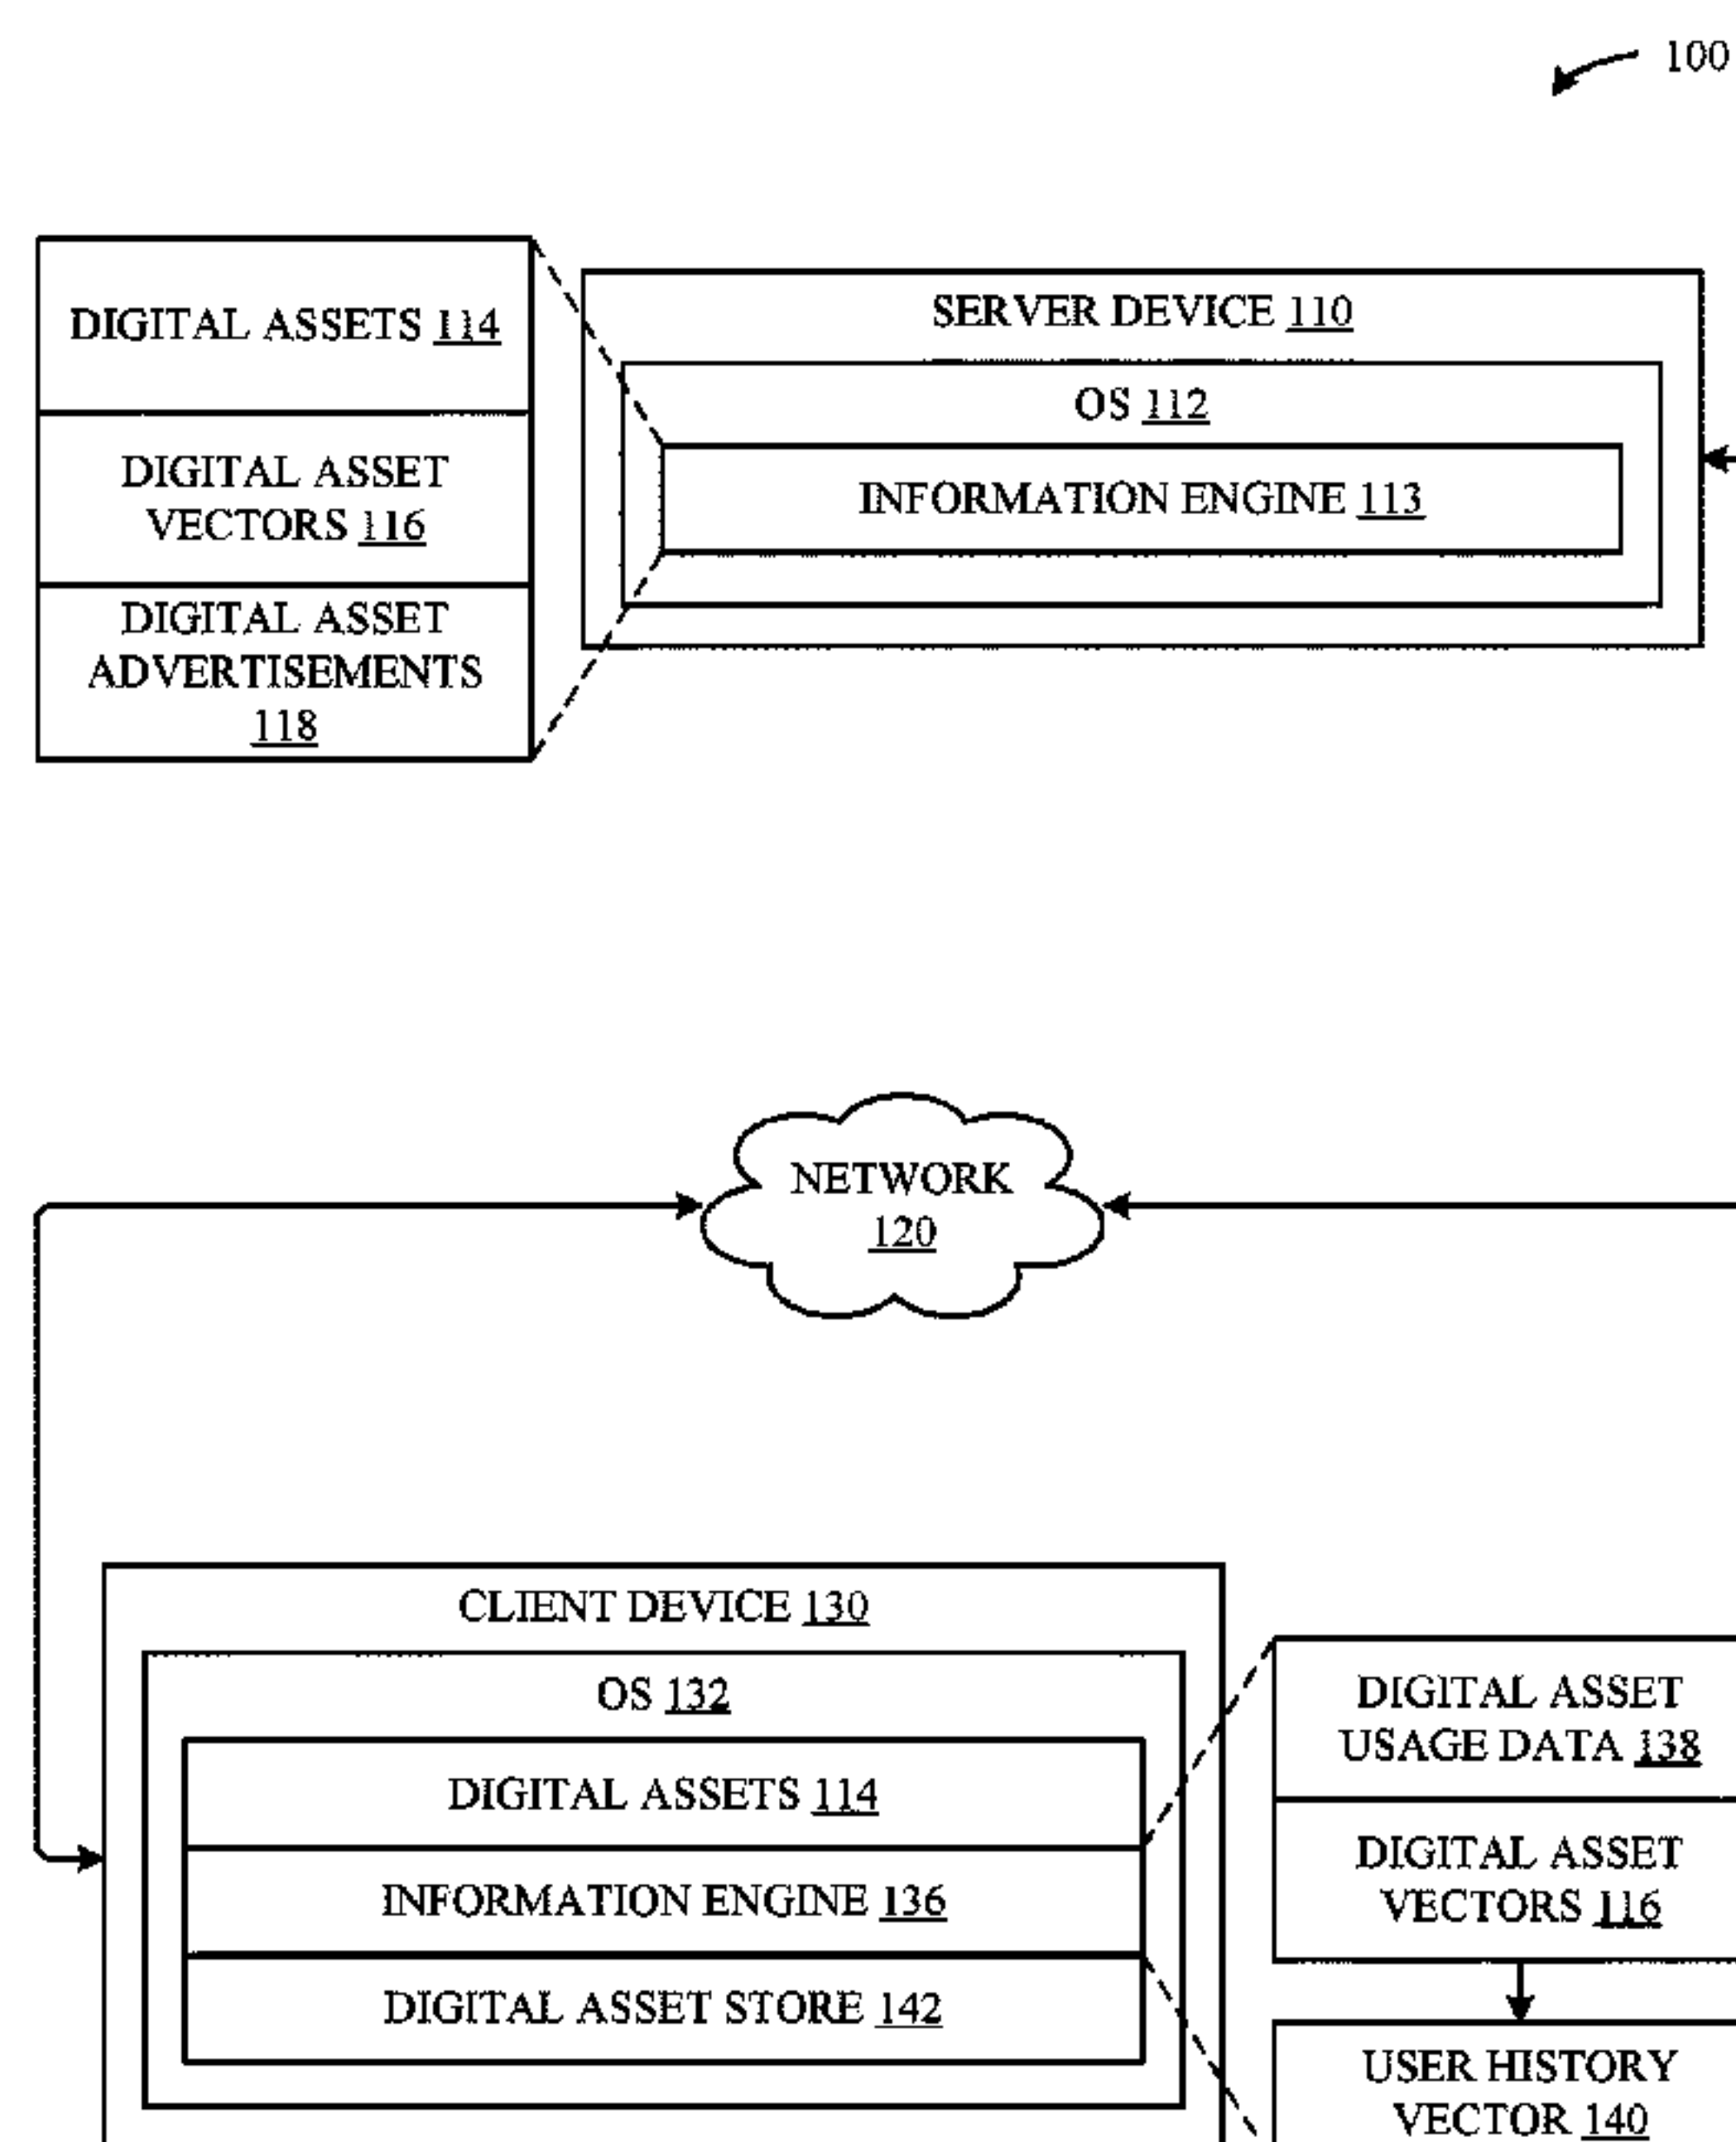 100
DIGITAL ASSETS 114
DIGITAL ASSET
VECTORS 116
DIGITAL ASSET
ADVERTISEMENTS
118
SERVER DEVICE 110
OS 112
INFORMATION ENGINE 113
NETWORK
120
CLIENT DEVICE 130
OS 132
DIGITAL ASSETS 114
INFORMATION ENGINE 136
DIGITAL ASSET STORE 142
DIGITAL ASSET
USAGE DATA 138
DIGITAL ASSET
VECTORS 116
USER HISTORY
VECTOR 140